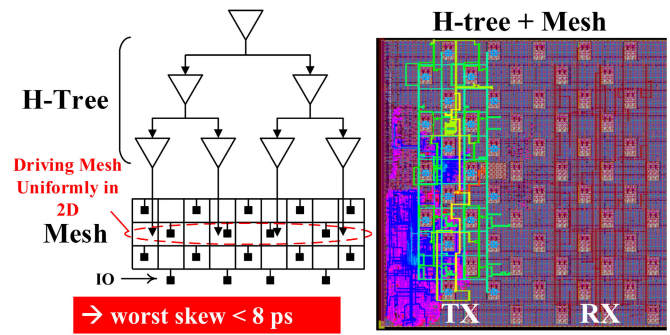 H-tree + Mesh
H-Tree
Driving Mesh
Uniformly in
2D
Mesh
IO
→ worst skew < 8 ps
TX
RX